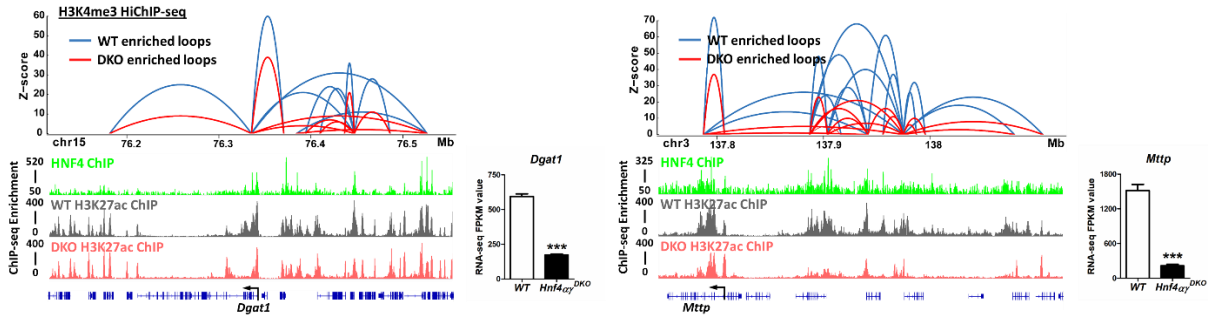 H3K4me3 HiChIP-seq
60
50
40
30
20
10
0
Z-score
WT enriched loops
DKO enriched loops
chr15
76.2
76.3
76.4
76.5
Mb
ChIP-seq Enrichment
520
50
HNF4 ChIP
400
0
WT H3K27ac ChIP
400
0
DKO H3K27ac ChIP
Dgat1
Dgat1
RNA-seq FPKM value
750
500
250
0
***
WT
Hnf4αγDKO
70
60
50
40
30
20
10
0
Z-score
WT enriched loops
DKO enriched loops
chr3
137.8
137.9
138
Mb
ChIP-seq Enrichment
325
50
HNF4 ChIP
400
0
WT H3K27ac ChIP
400
0
DKO H3K27ac ChIP
Mttp
Mttp
RNA-seq FPKM value
1800
1200
600
0
***
WT
Hnf4αγDKO